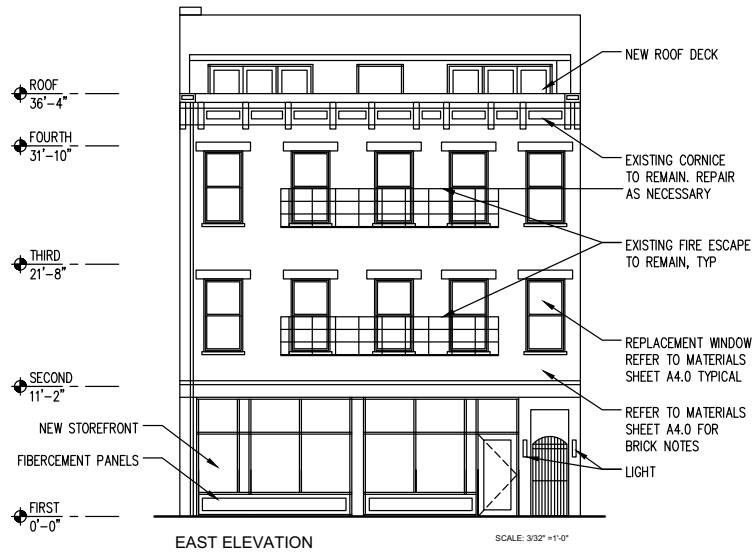 NEW ROOF DECK
ROOF
36'-4"
FOURTH
31'-10"
EXISTING CORNICE
TO REMAIN. REPAIR
AS NECESSARY
EXISTING FIRE ESCAPE
TO REMAIN, TYP
THIRD
21'-8"
REPLACEMENT WINDOW
REFER TO MATERIALS
SHEET A4.0 TYPICAL
SECOND
11'-2"
REFER TO MATERIALS
SHEET A4.0 FOR
BRICK NOTES
NEW STOREFRONT
FIBERCEMENT PANELS
LIGHT
FIRST
0'-0"
EAST ELEVATION
SCALE: 3/32" =1'-0"